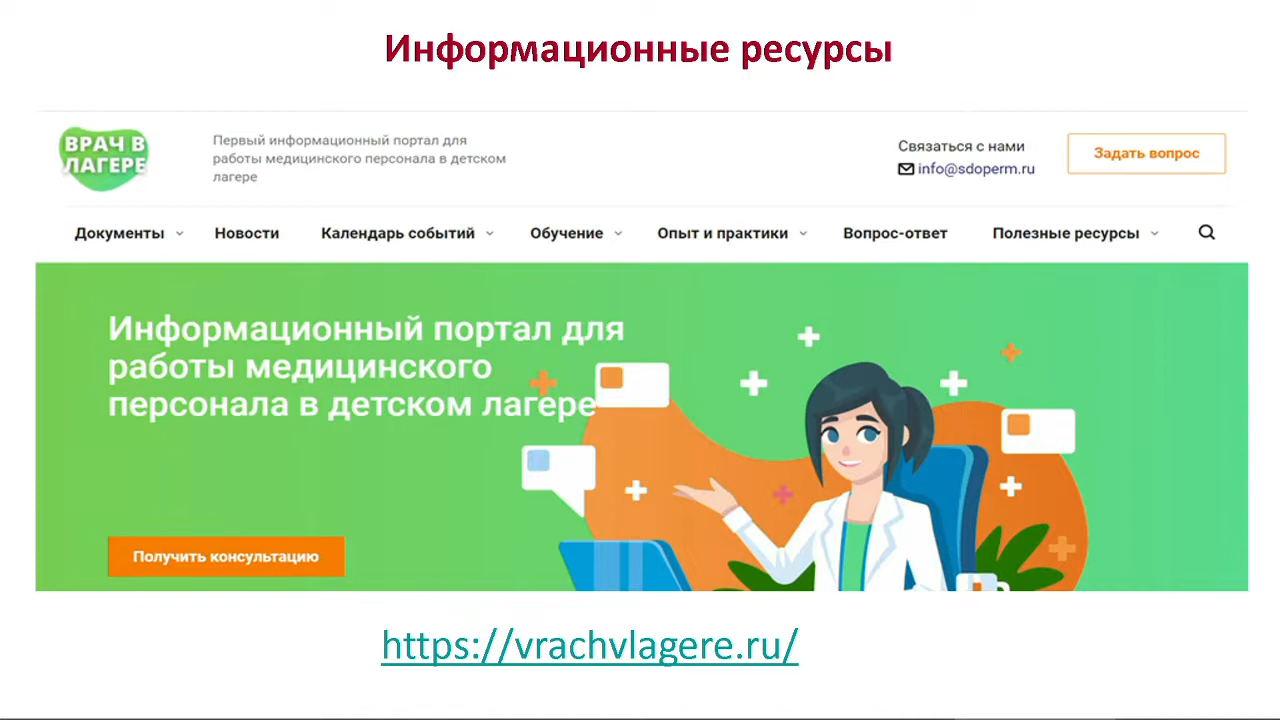 Информационные ресурсы
ВРАЧ В
ЛАГЕРЕ
Первый информационный портал для
работы медицинского персонала в детском
лагере
Связаться с нами
info@sdoperm.ru
Задать вопрос
Документы
Новости
Календарь событий
Обучение
Опыт и практики
Вопрос-ответ
Полезные ресурсы
Информационный портал для
работы медицинского
персонала в детском лагере
Получить консультацию
https://vrachvlagere.ru/